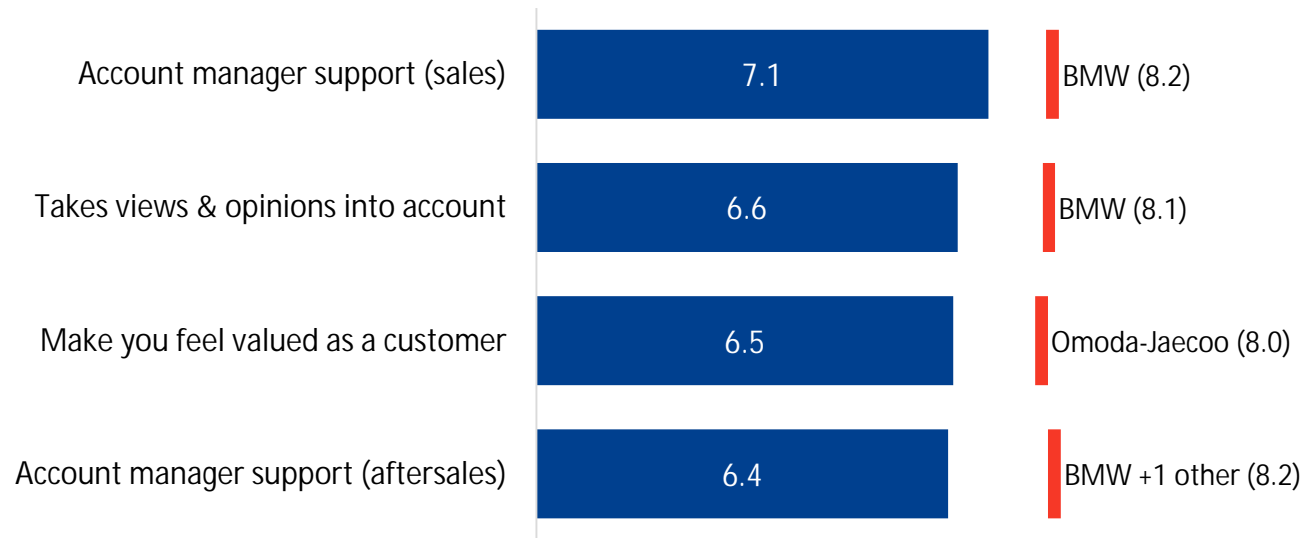 Account manager support (sales) 7.1 BMW (8.2)
Takes views & opinions into account 6.6 BMW (8.1)
Make you feel valued as a customer 6.5 Omoda-Jaecoo (8.0)
Account manager support (aftersales) 6.4 BMW +1 other (8.2)